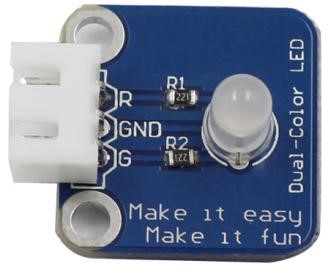 R1
221
R
GND
R2
G
221
Dual-Color LED
Make it easy
Make it fun